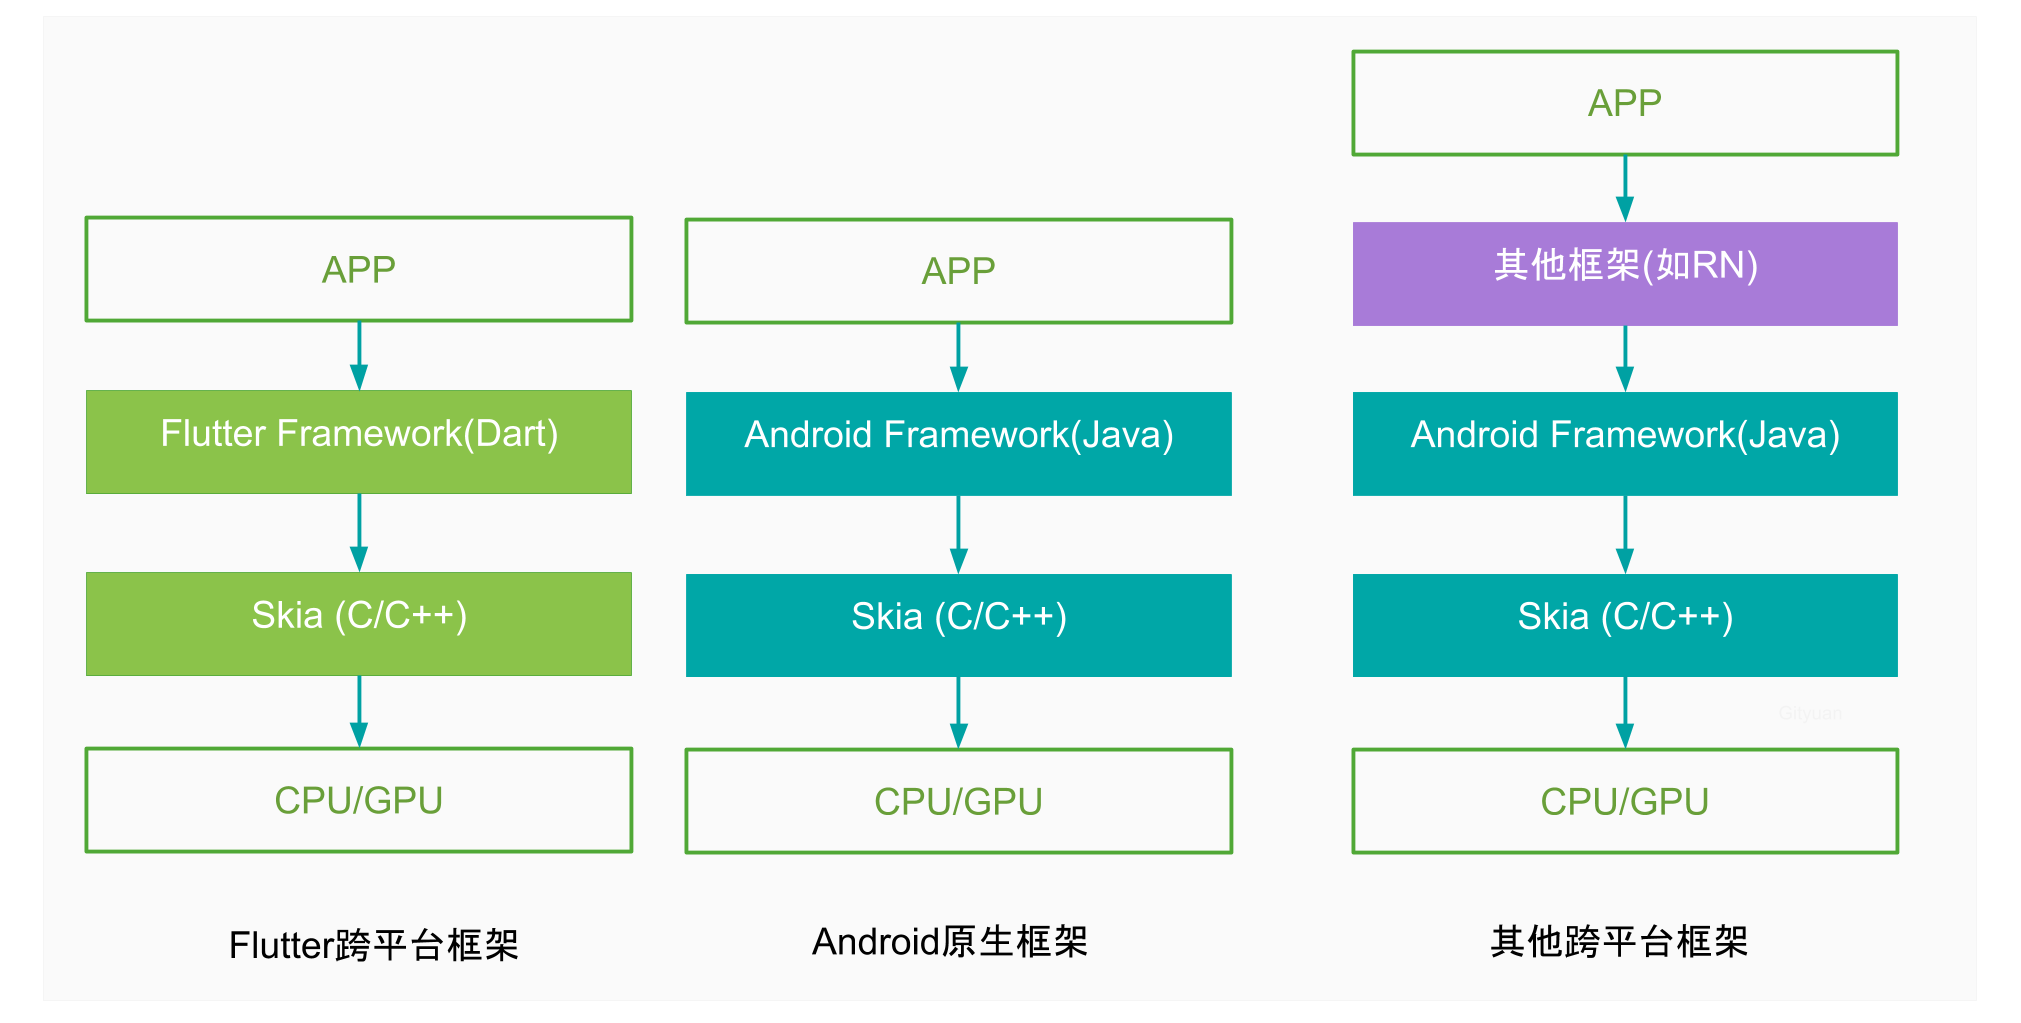 APP
Flutter Framework(Dart)
Skia (C/C++)
CPU/GPU
Flutter跨平台框架
APP
Android Framework(Java)
Skia (C/C++)
CPU/GPU
Android原生框架
APP
其他框架(如RN)
Android Framework(Java)
Skia (C/C++)
Gityuan
CPU/GPU
其他跨平台框架